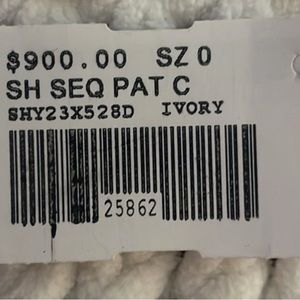 $900.00 SZ 0
SH SEQ PAT C
SHY23X528D IVORY
25862